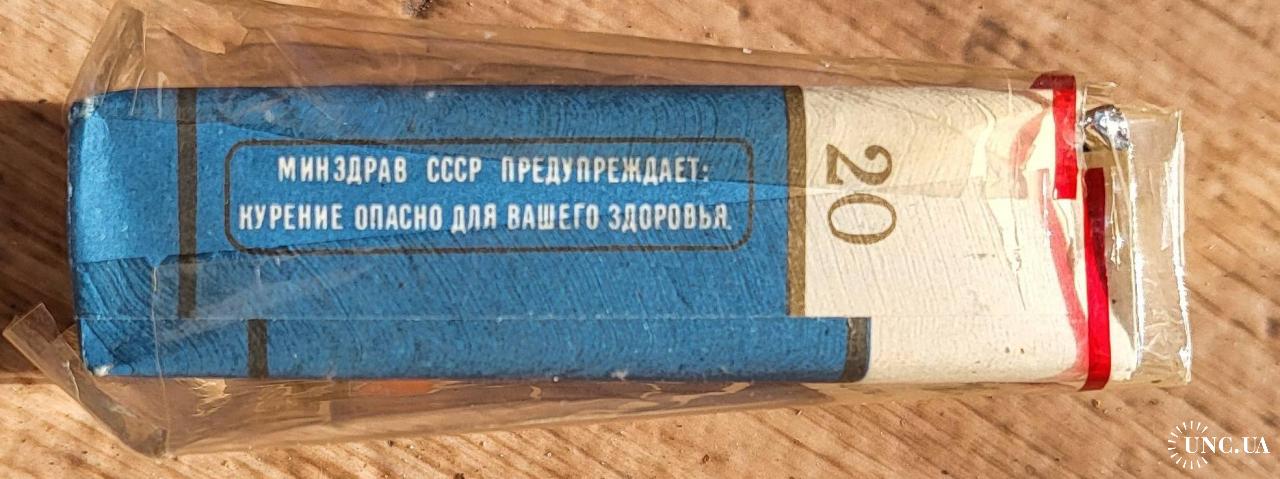 МИНЗДРАВ СССР ПРЕДУПРЕЖДАЕТ:
КУРЕНИЕ ОПАСНО ДЛЯ ВАШЕГО ЗДОРОВЬЯ.
20
UNC.UA